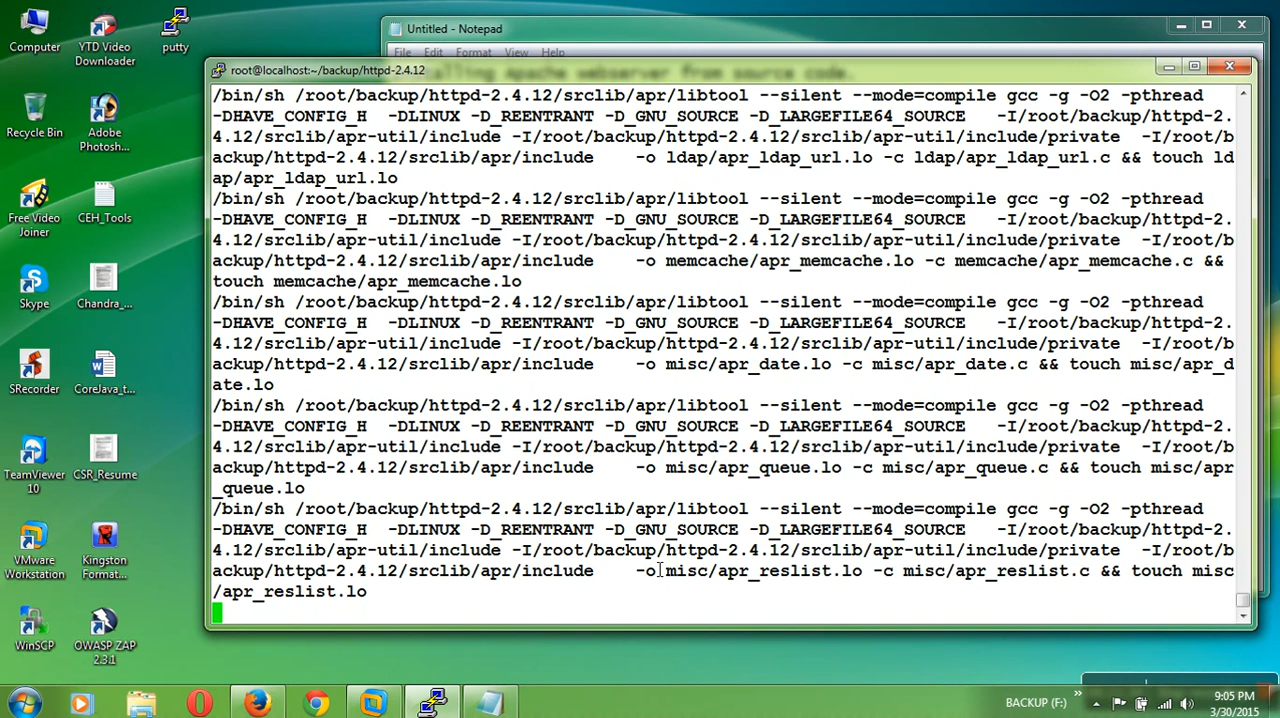 Computer
YTD Video
Downloader
putty
Recycle Bin
Adobe
Photosh...
Free Video
Joiner
CEH_Tools
Skype
Chandra_...
SRecorder
CoreJava_t...
TeamViewer
10
CSR_Resume
VMware
Workstation
Kingston
Format...
WinSCP
OWASP ZAP
2.3.1
Untitled - Notepad
File Edit Format View Help
webserver from source code.
root@localhost:~/backup/httpd-2.4.12
/bin/sh /root/backup/httpd-2.4.12/srclib/apr/libtool --silent --mode=compile gcc -g -O2 -pthread
-DHAVE_CONFIG_H -DLINUX -D_REENTRANT -D_GNU_SOURCE -D_LARGEFILE64_SOURCE -I/root/backup/httpd-2.
4.12/srclib/apr-util/include -I/root/backup/httpd-2.4.12/srclib/apr-util/include/private -I/root/b
ackup/httpd-2.4.12/srclib/apr/include -o ldap/apr_ldap_url.lo -c ldap/apr_ldap_url.c && touch ld
ap/apr_ldap_url.lo
/bin/sh /root/backup/httpd-2.4.12/srclib/apr/libtool --silent --mode=compile gcc -g -O2 -pthread
-DHAVE_CONFIG_H -DLINUX -D_REENTRANT -D_GNU_SOURCE -D_LARGEFILE64_SOURCE -I/root/backup/httpd-2.
4.12/srclib/apr-util/include -I/root/backup/httpd-2.4.12/srclib/apr-util/include/private -I/root/b
ackup/httpd-2.4.12/srclib/apr/include -o memcache/apr_memcache.lo -c memcache/apr_memcache.c &&
touch memcache/apr_memcache.lo
/bin/sh /root/backup/httpd-2.4.12/srclib/apr/libtool --silent --mode=compile gcc -g -O2 -pthread
-DHAVE_CONFIG_H -DLINUX -D_REENTRANT -D_GNU_SOURCE -D_LARGEFILE64_SOURCE -I/root/backup/httpd-2.
4.12/srclib/apr-util/include -I/root/backup/httpd-2.4.12/srclib/apr-util/include/private -I/root/b
ackup/httpd-2.4.12/srclib/apr/include -o misc/apr_date.lo -c misc/apr_date.c && touch misc/apr_d
ate.lo
/bin/sh /root/backup/httpd-2.4.12/srclib/apr/libtool --silent --mode=compile gcc -g -O2 -pthread
-DHAVE_CONFIG_H -DLINUX -D_REENTRANT -D_GNU_SOURCE -D_LARGEFILE64_SOURCE -I/root/backup/httpd-2.
4.12/srclib/apr-util/include -I/root/backup/httpd-2.4.12/srclib/apr-util/include/private -I/root/b
ackup/httpd-2.4.12/srclib/apr/include -o misc/apr_queue.lo -c misc/apr_queue.c && touch misc/apr
_queue.lo
/bin/sh /root/backup/httpd-2.4.12/srclib/apr/libtool --silent --mode=compile gcc -g -O2 -pthread
-DHAVE_CONFIG_H -DLINUX -D_REENTRANT -D_GNU_SOURCE -D_LARGEFILE64_SOURCE -I/root/backup/httpd-2.
4.12/srclib/apr-util/include -I/root/backup/httpd-2.4.12/srclib/apr-util/include/private -I/root/b
ackup/httpd-2.4.12/srclib/apr/include -o misc/apr_reslist.lo -c misc/apr_reslist.c && touch misc
/apr_reslist.lo
BACKUP (F:)
9:05 PM
3/30/2015